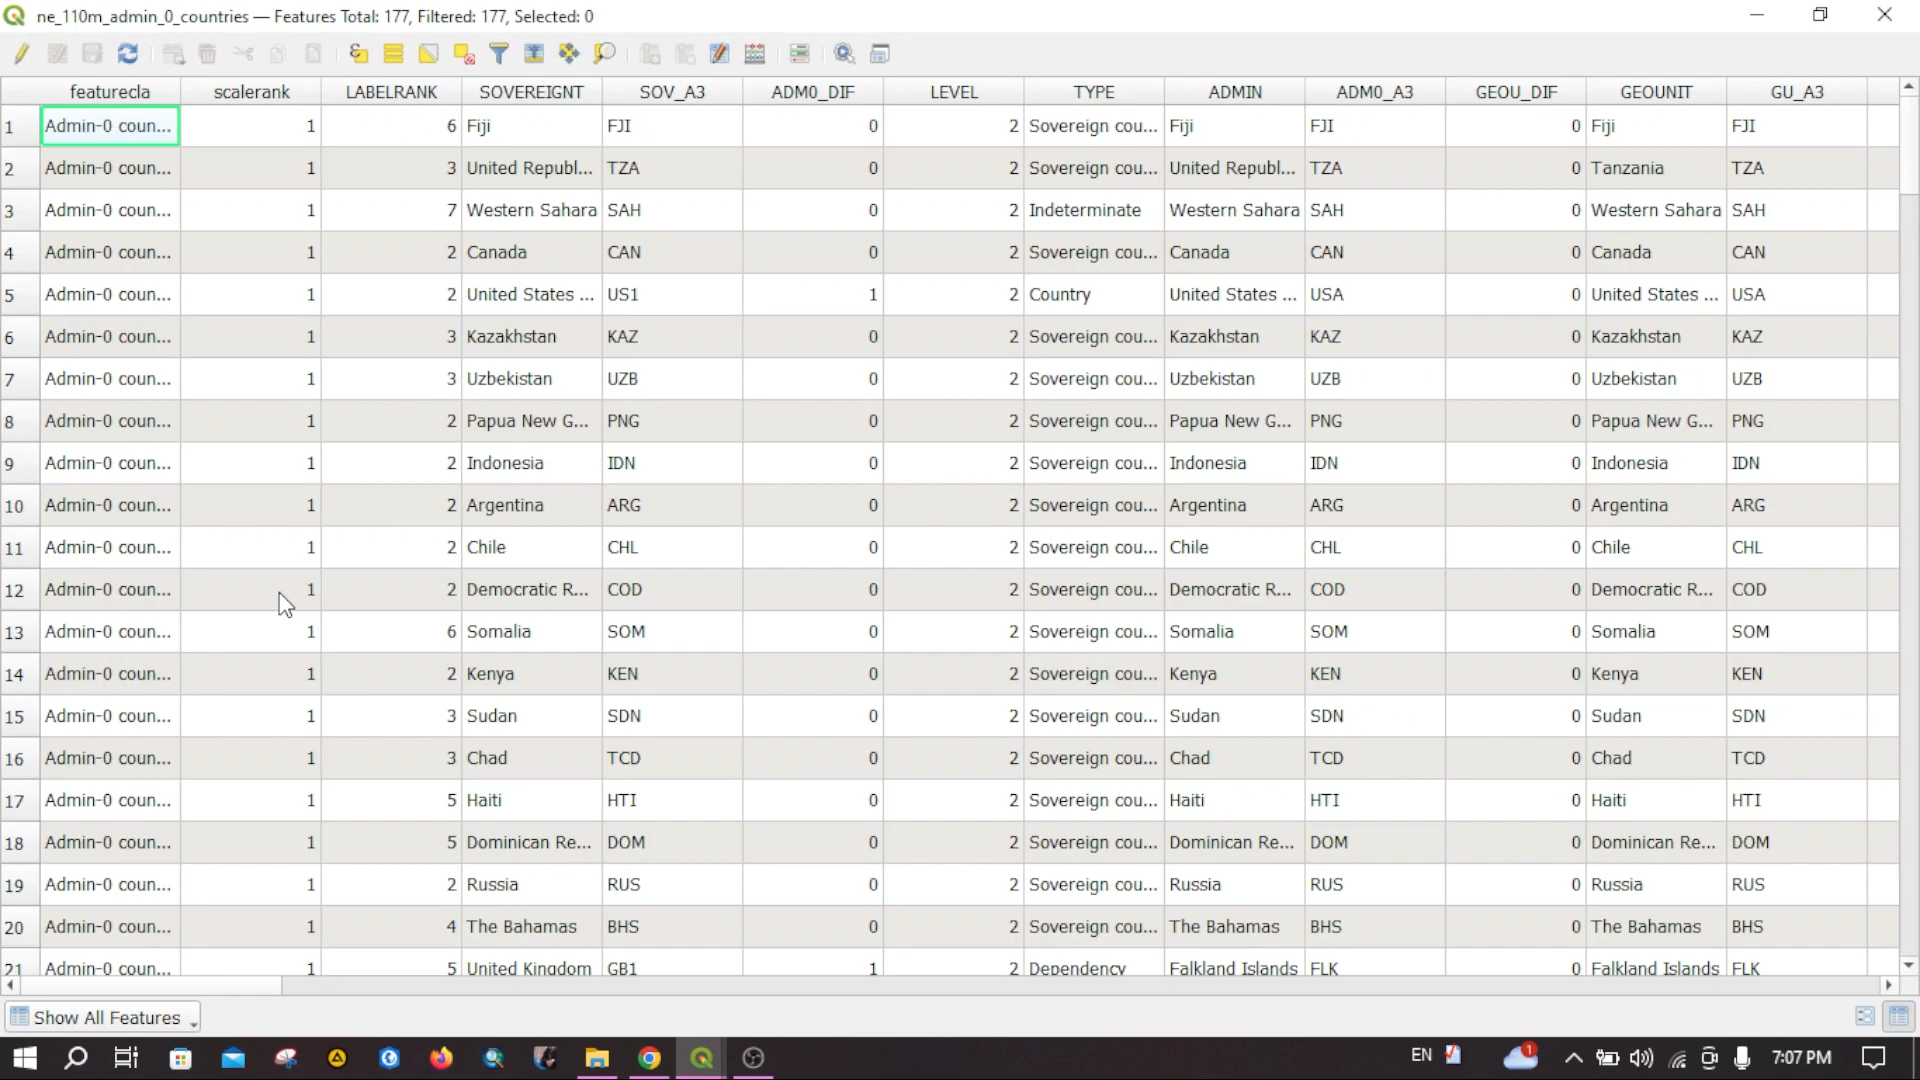 ne_110m_admin_0_countries — Features Total: 177, Filtered: 177, Selected: 0
featurecla scalerank LABELRANK SOVEREIGNT SOV_A3 ADM0_DIF LEVEL TYPE ADMIN ADM0_A3 GEOU_DIF GEOUNIT GU_A3
1 Admin-0 coun... 1 6 Fiji FJI 0 2 Sovereign cou... Fiji FJI 0 Fiji FJI
2 Admin-0 coun... 1 3 United Republ... TZA 0 2 Sovereign cou... United Republ... TZA 0 Tanzania TZA
3 Admin-0 coun... 1 7 Western Sahara SAH 0 2 Indeterminate Western Sahara SAH 0 Western Sahara SAH
4 Admin-0 coun... 1 2 Canada CAN 0 2 Sovereign cou... Canada CAN 0 Canada CAN
5 Admin-0 coun... 1 2 United States ... US1 1 2 Country United States ... USA 0 United States ... USA
6 Admin-0 coun... 1 3 Kazakhstan KAZ 0 2 Sovereign cou... Kazakhstan KAZ 0 Kazakhstan KAZ
7 Admin-0 coun... 1 3 Uzbekistan UZB 0 2 Sovereign cou... Uzbekistan UZB 0 Uzbekistan UZB
8 Admin-0 coun... 1 2 Papua New G... PNG 0 2 Sovereign cou... Papua New G... PNG 0 Papua New G... PNG
9 Admin-0 coun... 1 2 Indonesia IDN 0 2 Sovereign cou... Indonesia IDN 0 Indonesia IDN
10 Admin-0 coun... 1 2 Argentina ARG 0 2 Sovereign cou... Argentina ARG 0 Argentina ARG
11 Admin-0 coun... 1 2 Chile CHL 0 2 Sovereign cou... Chile CHL 0 Chile CHL
12 Admin-0 coun... 1 2 Democratic R... COD 0 2 Sovereign cou... Democratic R... COD 0 Democratic R... COD
13 Admin-0 coun... 1 6 Somalia SOM 0 2 Sovereign cou... Somalia SOM 0 Somalia SOM
14 Admin-0 coun... 1 2 Kenya KEN 0 2 Sovereign cou... Kenya KEN 0 Kenya KEN
15 Admin-0 coun... 1 3 Sudan SDN 0 2 Sovereign cou... Sudan SDN 0 Sudan SDN
16 Admin-0 coun... 1 3 Chad TCD 0 2 Sovereign cou... Chad TCD 0 Chad TCD
17 Admin-0 coun... 1 5 Haiti HTI 0 2 Sovereign cou... Haiti HTI 0 Haiti HTI
18 Admin-0 coun... 1 5 Dominican Re... DOM 0 2 Sovereign cou... Dominican Re... DOM 0 Dominican Re... DOM
19 Admin-0 coun... 1 2 Russia RUS 0 2 Sovereign cou... Russia RUS 0 Russia RUS
20 Admin-0 coun... 1 4 The Bahamas BHS 0 2 Sovereign cou... The Bahamas BHS 0 The Bahamas BHS
21 Admin-0 coun... 1 5 United Kingdom GB1 1 2 Dependency Falkland Islands FLK 0 Falkland Islands FLK
Show All Features
EN 1 7:07 PM